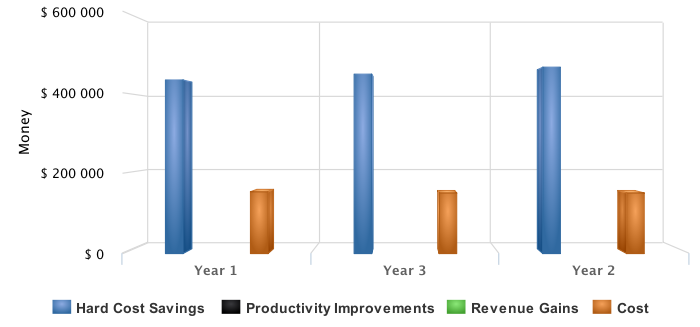 $ 600 000
$ 400 000
$ 200 000
$ 0
Money
Year 1 Year 3 Year 2
Hard Cost Savings Productivity Improvements Revenue Gains Cost